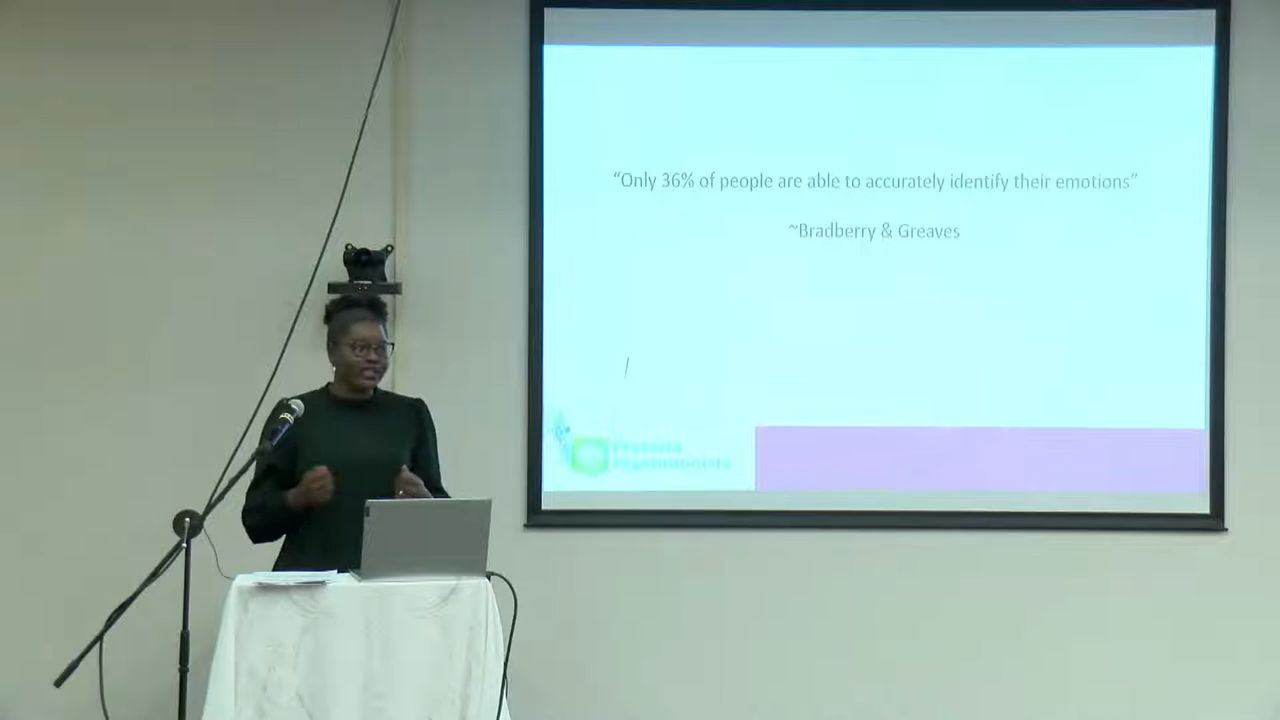 “Only 36% of people are able to accurately identify their emotions”
~Bradberry & Greaves